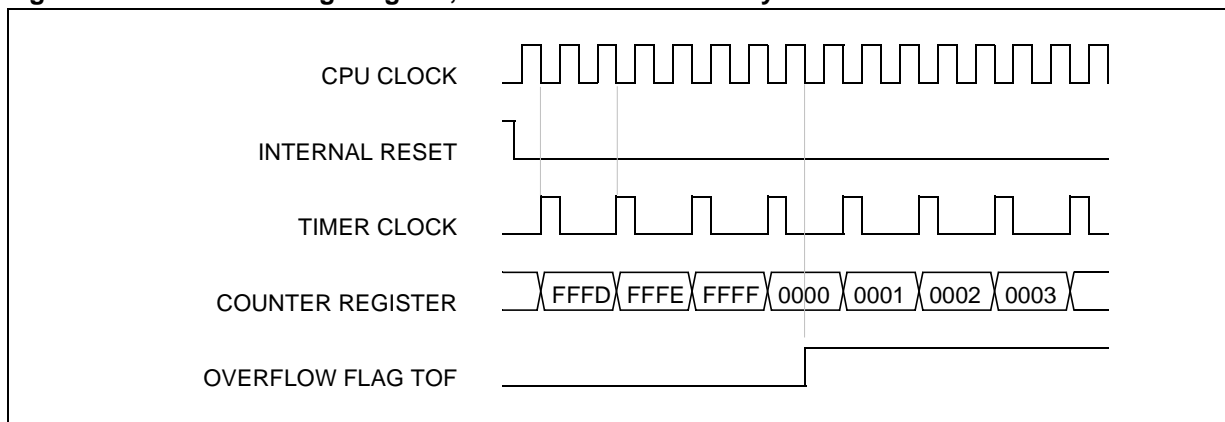 CPU CLOCK
INTERNAL RESET
TIMER CLOCK
COUNTER REGISTER FFFD FFFE FFFF 0000 0001 0002 0003
OVERFLOW FLAG TOF